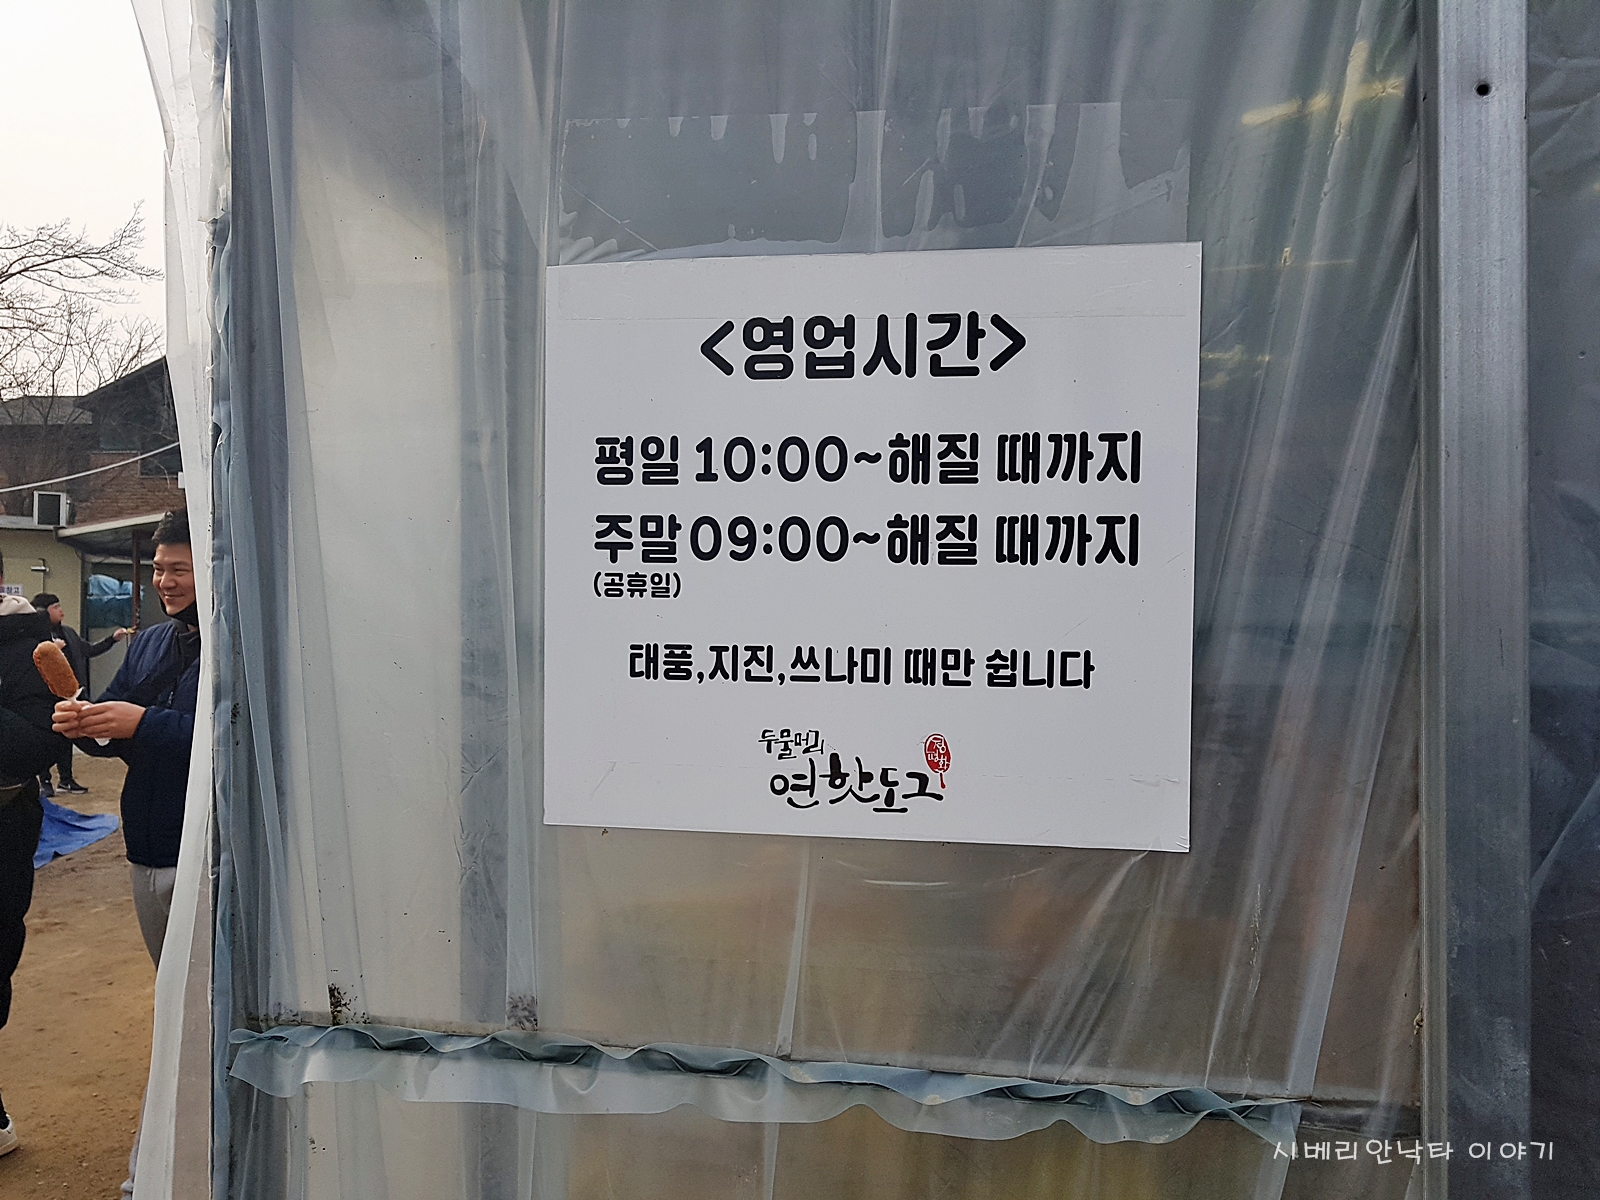 <영업시간>
평일 10:00~해질 때까지
주말 09:00~해질 때까지
(공휴일)
태풍,지진,쓰나미 때만 쉽니다
두물머리
연핫도그
시베리안낙타 이야기